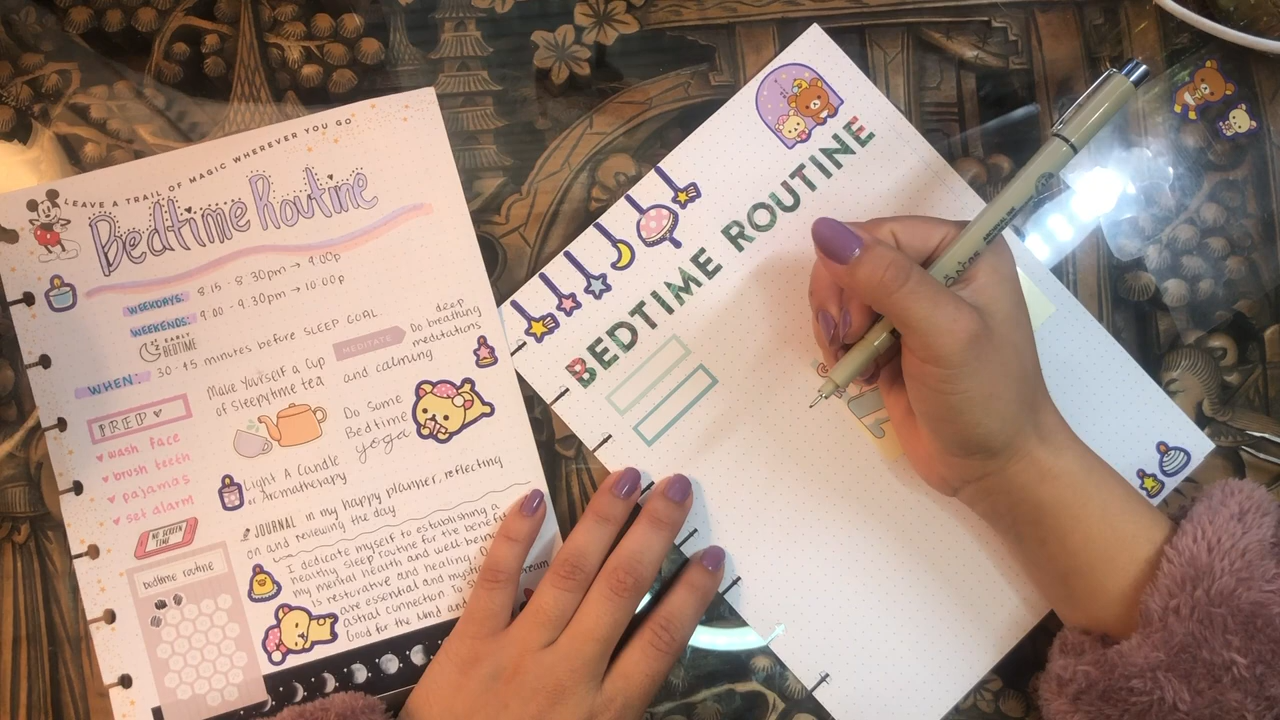 LEAVE A TRAIL OF MAGIC WHEREVER YOU GO
Bedtime Routine
WEEKDAYS: 8:15 - 8:30pm → 9:00p
WEEKENDS: 9:00 - 9:30pm → 10:00p
EARLY BEDTIME
WHEN: 30-45 minutes before SLEEP GOAL
PREP
wash face
brush teeth
pajamas
set alarm
NO SCREEN TIME
Make Yourself a Cup
of Sleepytime tea
MEDITATE
Do deep
Do breathing
meditations
and calming
Do Some
Bedtime
yoga
Light A Candle
or Aromatherapy
JOURNAL in my happy planner, reflecting
on and reviewing the day
bedtime routine
I dedicate myself to establishing a
healthy sleep routine for the
my mental health and well-being
is restorative and healing.
are essential and
astral connection. To
Good for the Mind and
BEDTIME ROUTINE